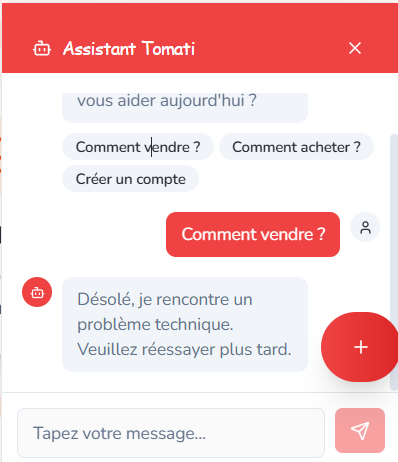 Assistant Tomati
vous aider aujourd'hui ?
Comment vendre ? Comment acheter ?
Créer un compte
Comment vendre ?
Désolé, je rencontre un
problème technique.
Veuillez réessayer plus tard.
Tapez votre message...